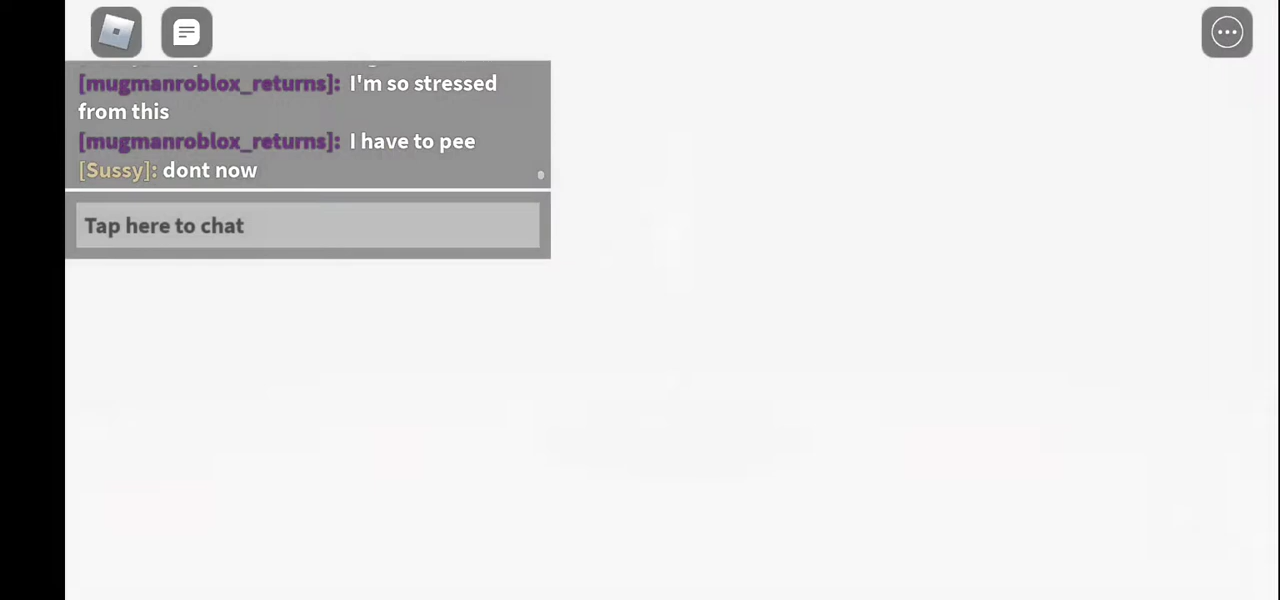 [mugmanroblox_returns]: I'm so stressed
from this
[mugmanroblox_returns]: I have to pee
[Sussy]: dont now
Tap here to chat